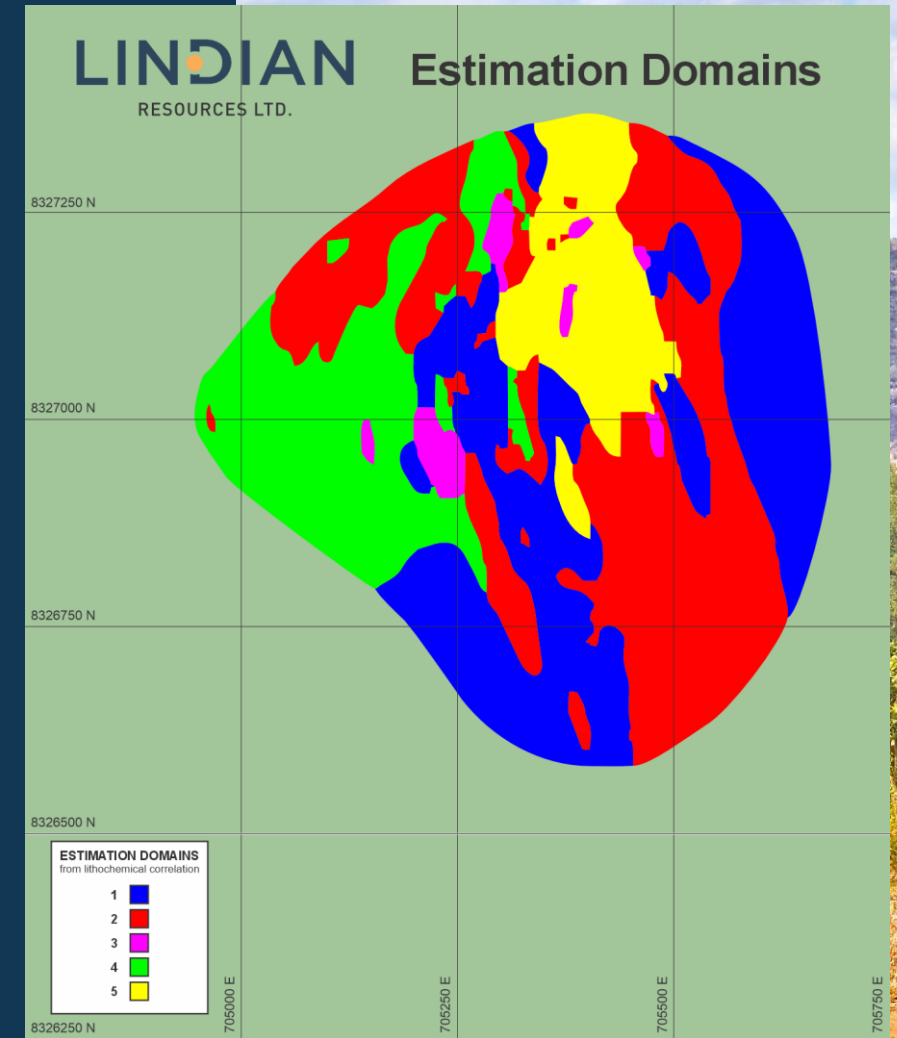 LINDIAN
RESOURCES LTD.
Estimation Domains
8327250 N
8327000 N
8326750 N
8326500 N
ESTIMATION DOMAINS
from lithochemical correlation
1
2
3
4
5
8326250 N
705000 E
705250 E
705500 E
705750 E